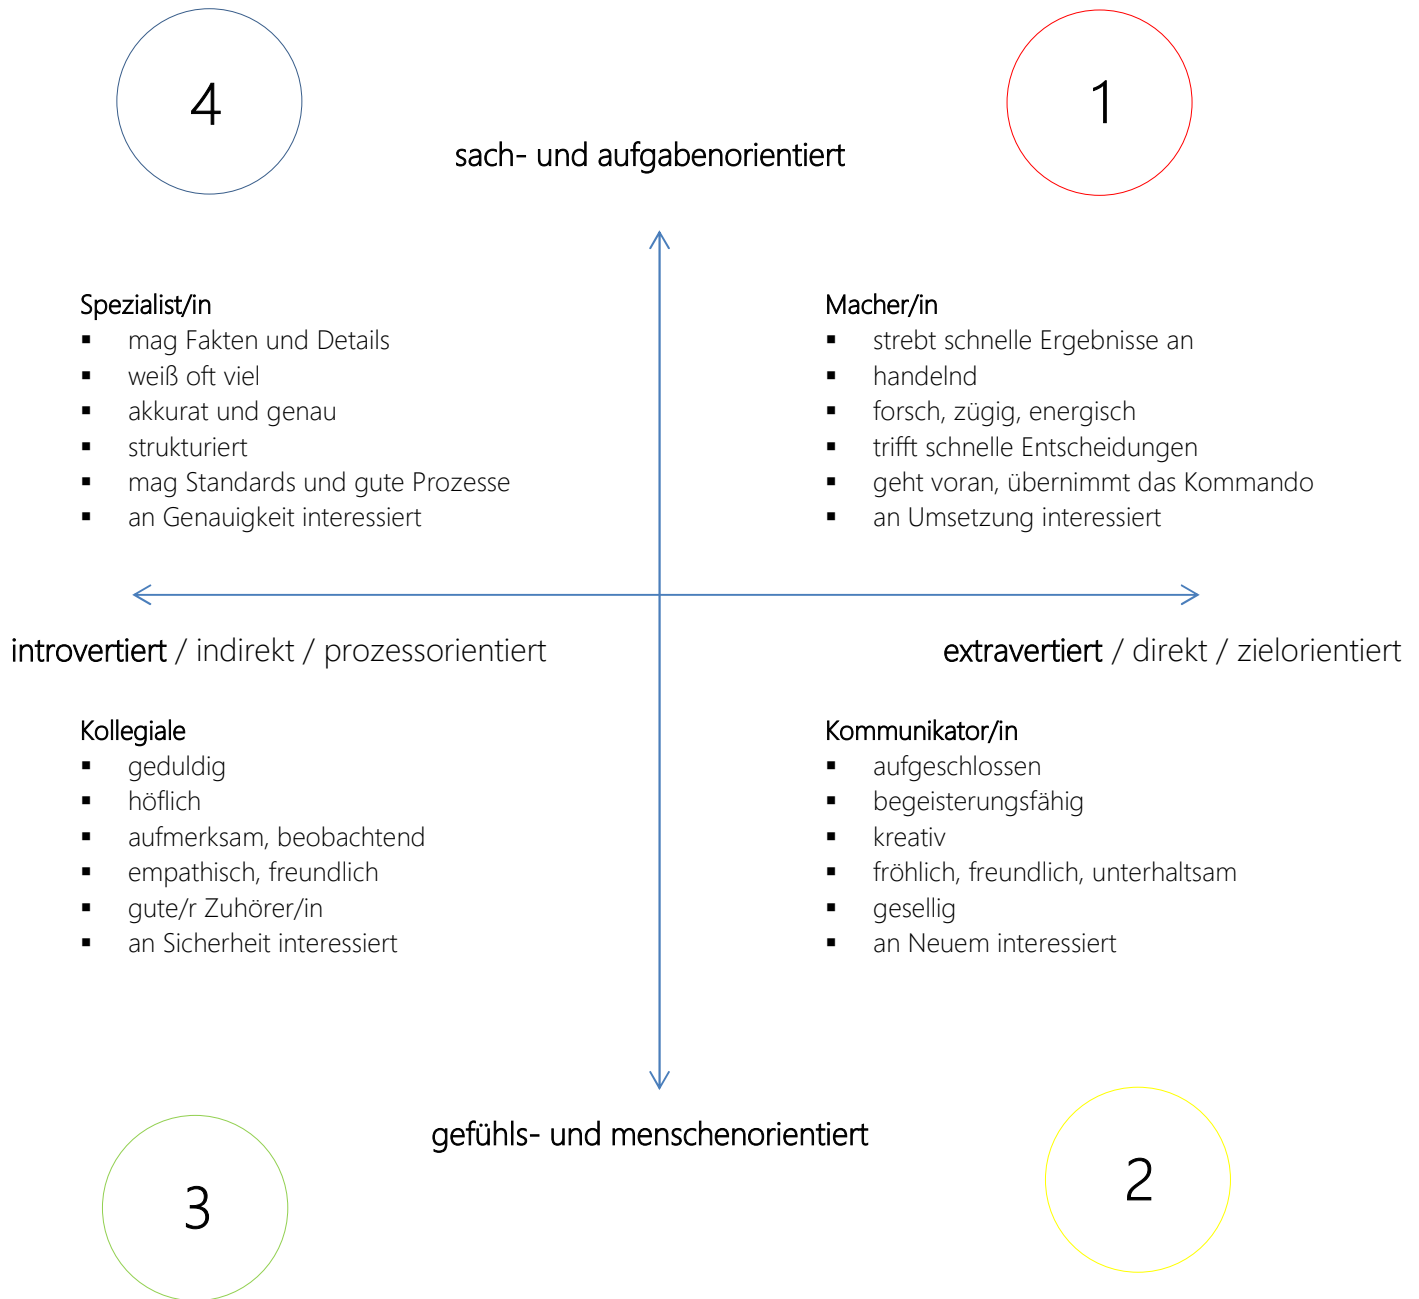 4
1
sach- und aufgabenorientiert
Spezialist/in
▪ mag Fakten und Details
▪ weiß oft viel
▪ akkurat und genau
▪ strukturiert
▪ mag Standards und gute Prozesse
▪ an Genauigkeit interessiert
Macher/in
▪ strebt schnelle Ergebnisse an
▪ handelnd
▪ forsch, zügig, energisch
▪ trifft schnelle Entscheidungen
▪ geht voran, übernimmt das Kommando
▪ an Umsetzung interessiert
introvertiert / indirekt / prozessorientiert
extravertiert / direkt / zielorientiert
Kollegiale
▪ geduldig
▪ höflich
▪ aufmerksam, beobachtend
▪ empathisch, freundlich
▪ gute/r Zuhörer/in
▪ an Sicherheit interessiert
Kommunikator/in
▪ aufgeschlossen
▪ begeisterungsfähig
▪ kreativ
▪ fröhlich, freundlich, unterhaltsam
▪ gesellig
▪ an Neuem interessiert
gefühls- und menschenorientiert
3
2